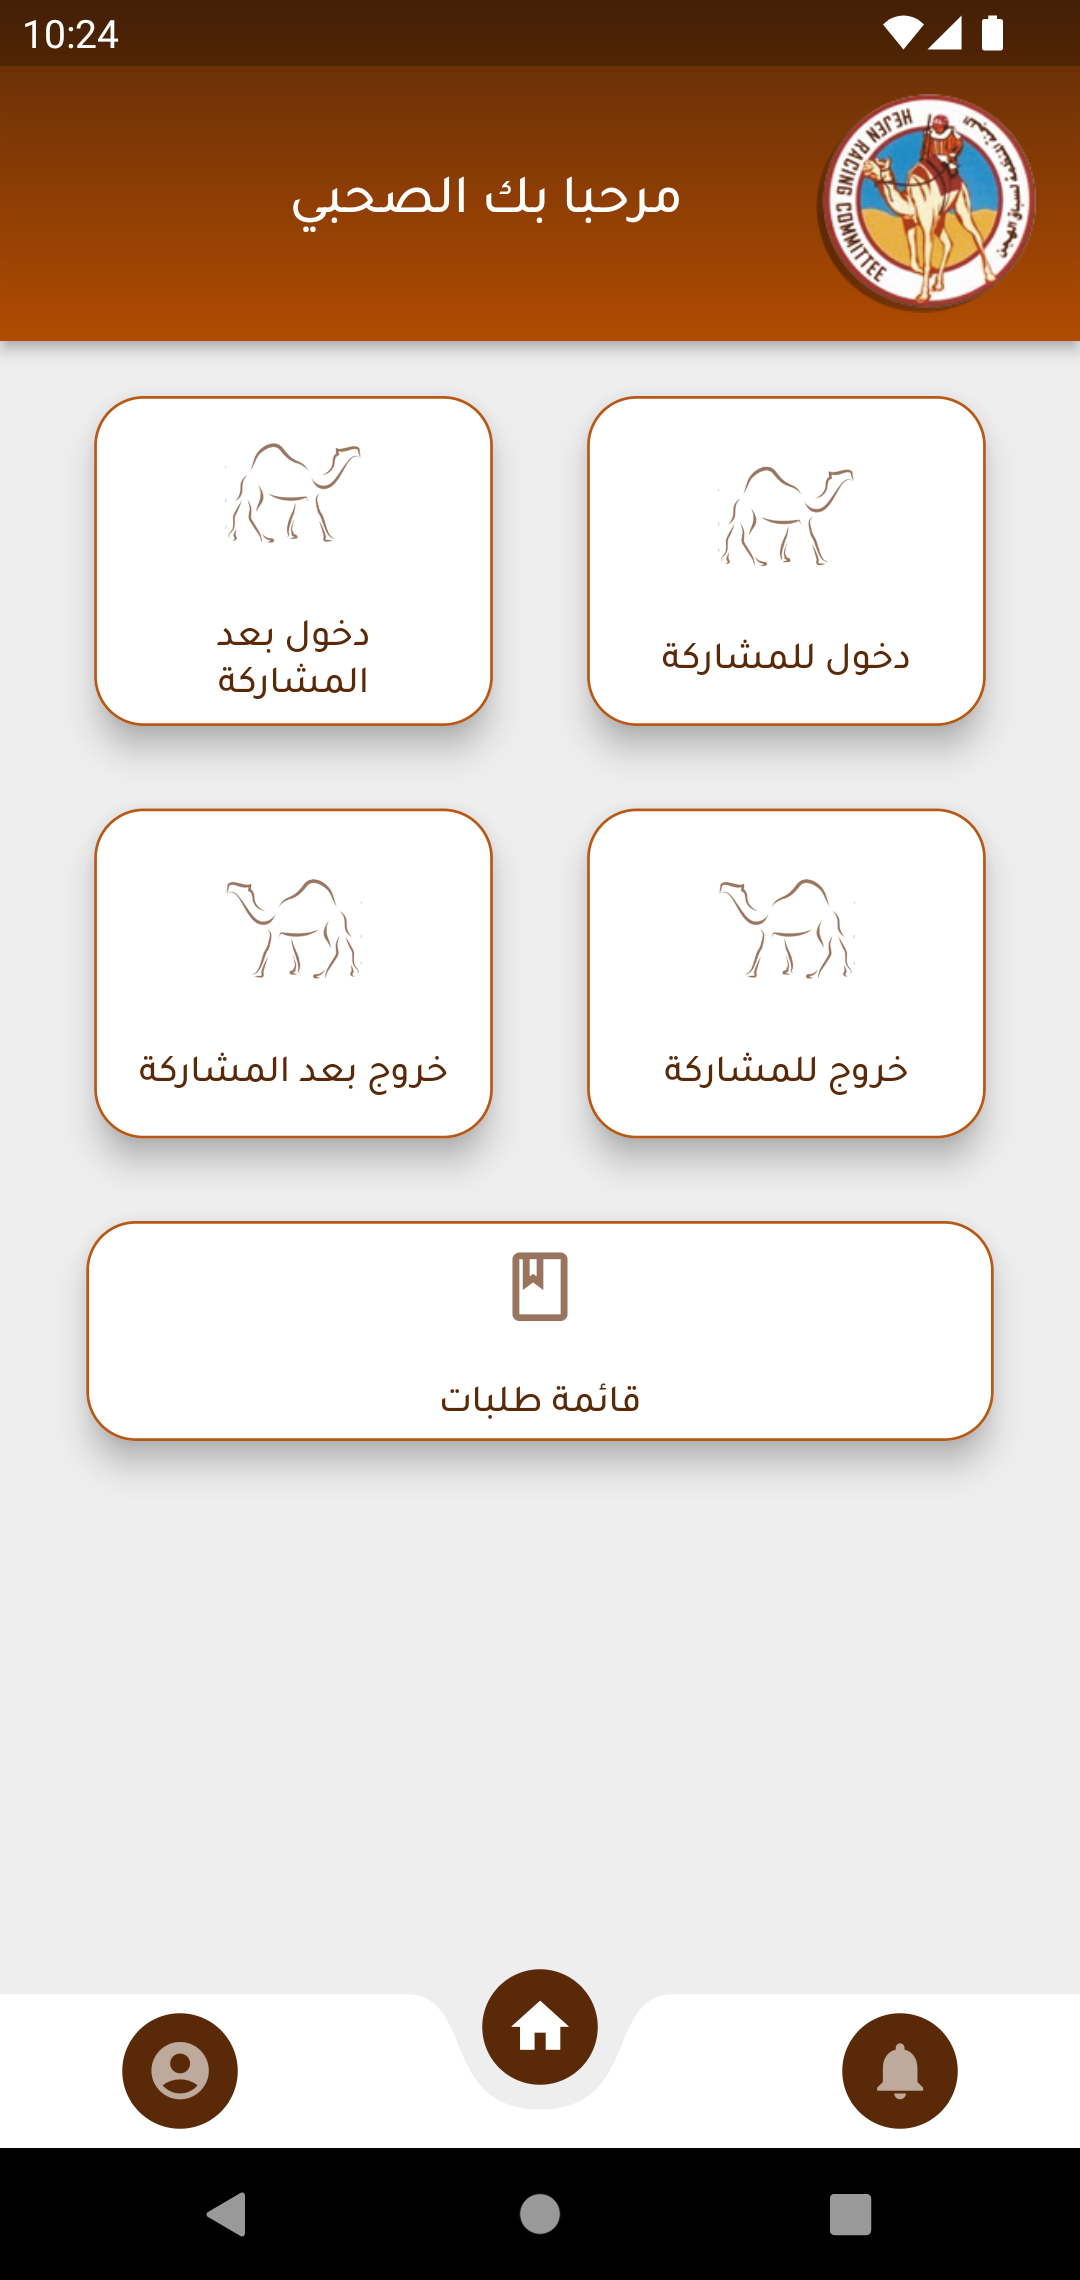 10:24
مرحبا بك الصحبي
HEJEN RACING COMMITTEE
دخول للمشاركة
دخول بعد
المشاركة
خروج للمشاركة
خروج بعد المشاركة
قائمة طلبات